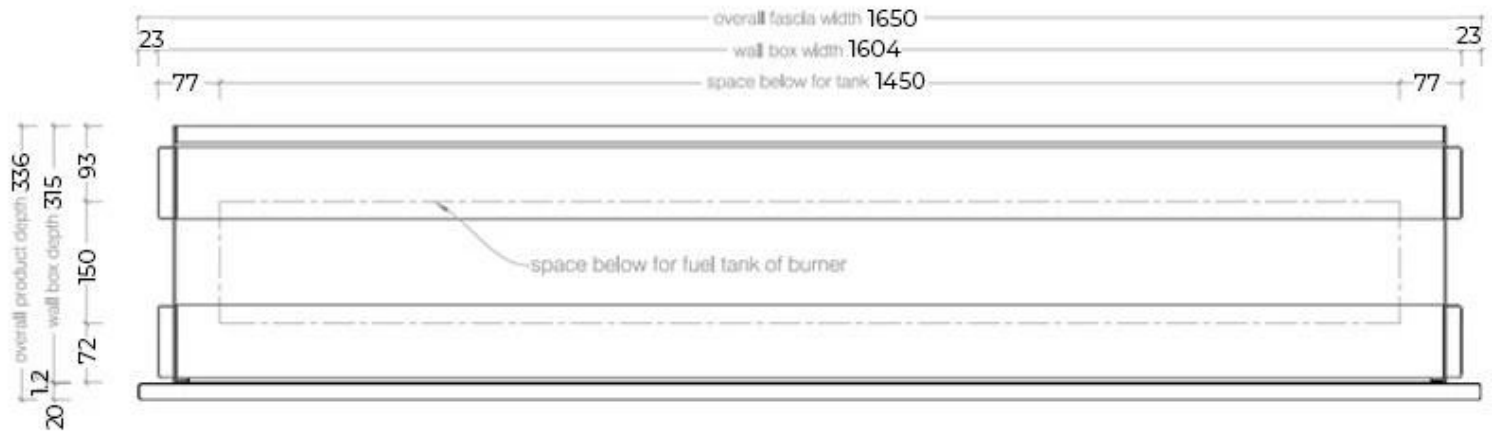 overall fascia width 1650
23
23
wall box width 1604
77
space below for tank 1450
77
overall product depth 336
wall box depth 315
93
150
72
1.2
20
space below for fuel tank of burner